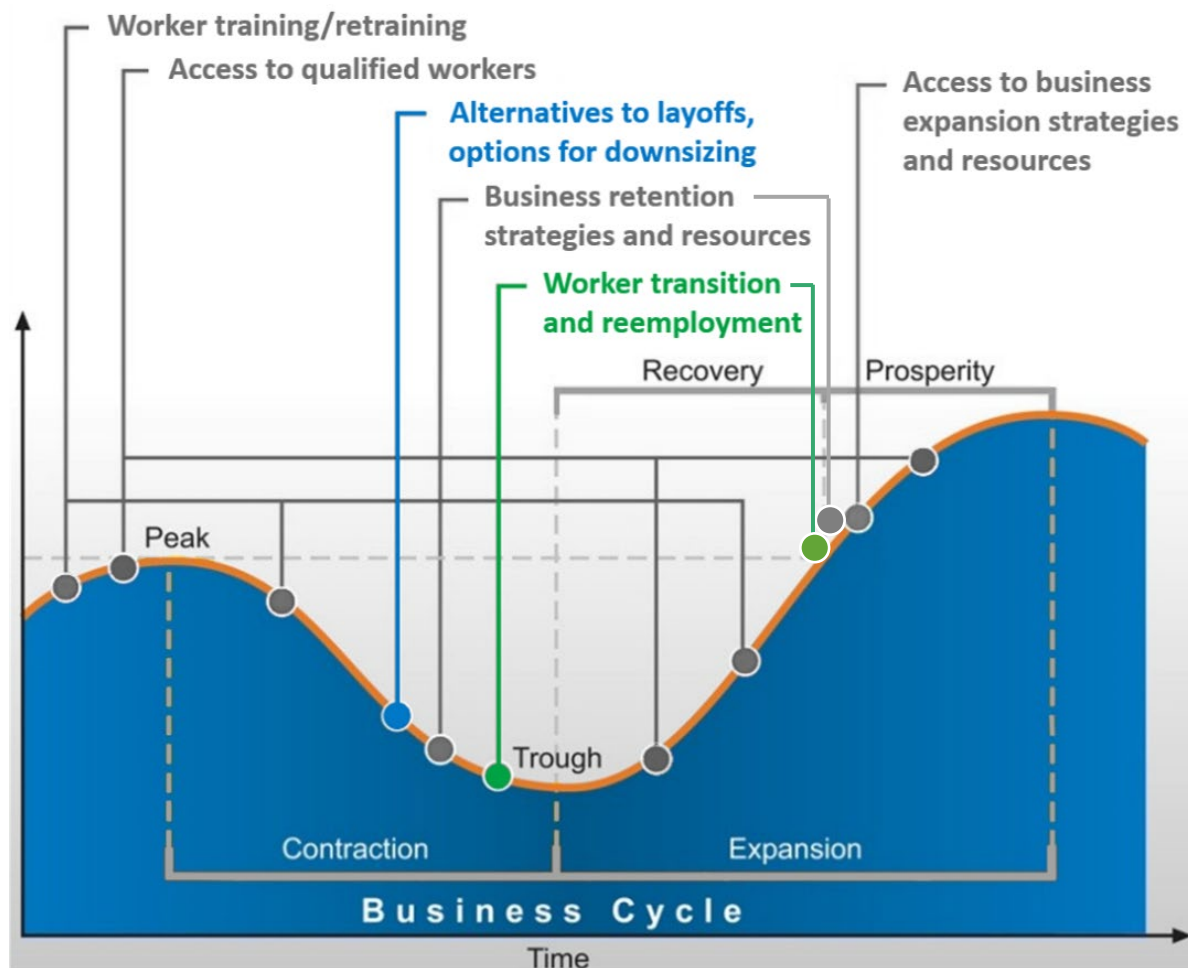 Worker training/retraining
Access to qualified workers
Alternatives to layoffs,
options for downsizing
Access to business
expansion strategies
and resources
Business retention
strategies and resources
Worker transition
and reemployment
Recovery
Prosperity
Peak
Trough
Contraction
Expansion
Business Cycle
Time